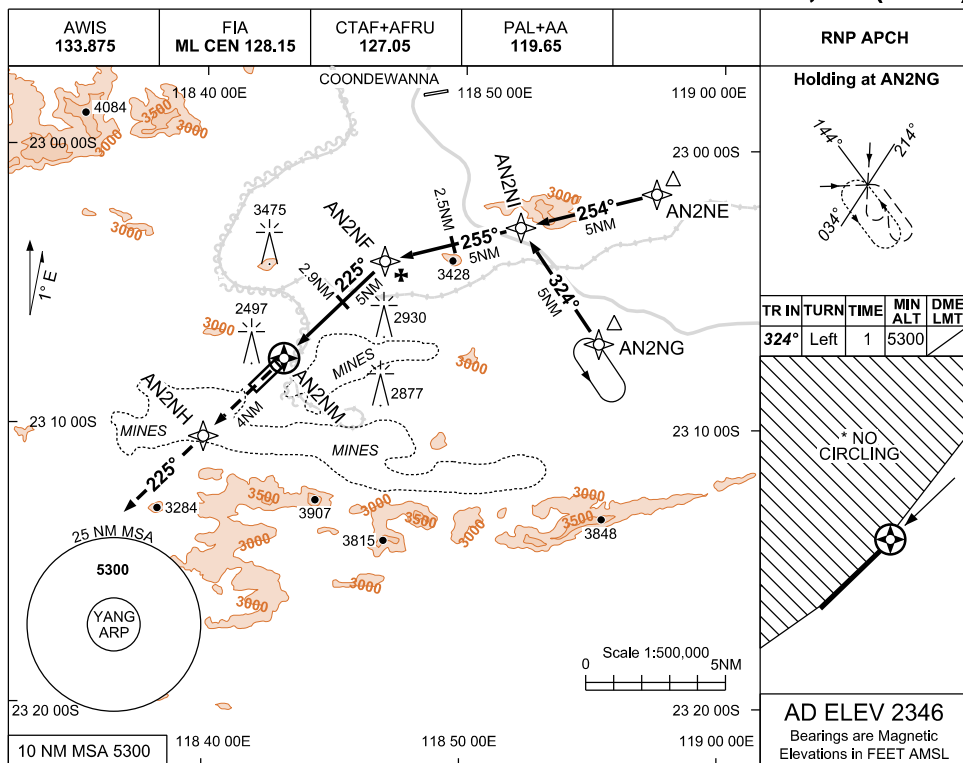 AWIS
133.875
FIA
ML CEN 128.15
CTAF+AFRU
127.05
PAL+AA
119.65
RNP APCH
118 40 00E
COONDEWANNA
118 50 00E
119 00 00E
Holding at AN2NG
4084
3500
3000
3000
23 00 00S
23 00 00S
144°
214°
034°
3000
3475
AN2NF
2.5NM
AN2NI
3000
254°
5NM
AN2NE
255°
5NM
3428
1° E
2.9NM
225°
5NM
324°
5NM
2497
3000
2930
AN2NG
TR IN TURN TIME MIN ALT DME LMT
324° Left 1 5300
MINES
3000
AN2NM
2877
AN2NH
4NM
MINES
MINES
23 10 00S
23 10 00S
* NO
CIRCLING
225°
3284
3500
3907
3000
3500
3000
3000
3500
3848
3815
3000
3000
3000
25 NM MSA
5300
YANG
ARP
Scale 1:500,000
0
5NM
23 20 00S
23 20 00S
10 NM MSA 5300
118 40 00E
118 50 00E
119 00 00E
AD ELEV 2346
Bearings are Magnetic
Elevations in FEET AMSL